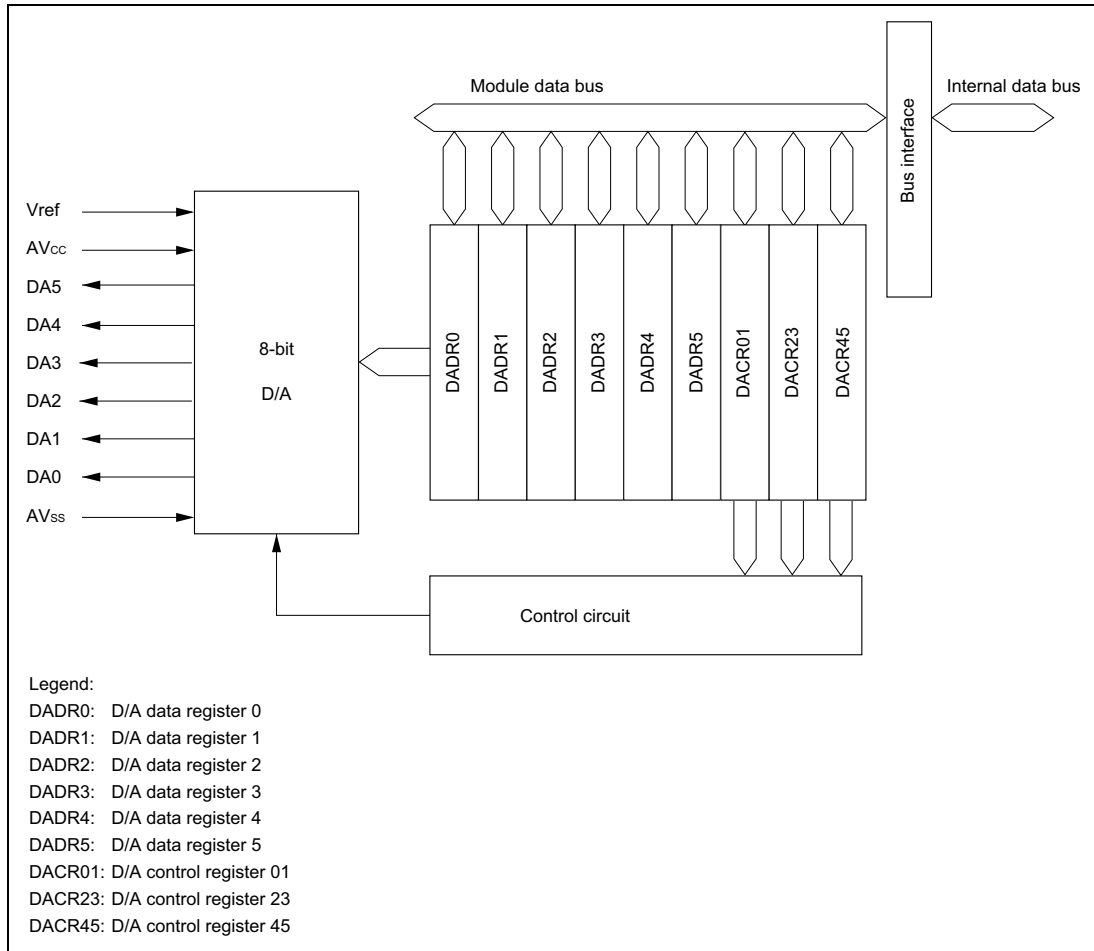 Module data bus
Internal data bus
Bus interface
Vref
AVCC
DA5
DA4
DA3
DA2
DA1
DA0
AVSS
8-bit
D/A
DADR0
DADR1
DADR2
DADR3
DADR4
DADR5
DACR01
DACR23
DACR45
Control circuit
Legend:
DADR0: D/A data register 0
DADR1: D/A data register 1
DADR2: D/A data register 2
DADR3: D/A data register 3
DADR4: D/A data register 4
DADR5: D/A data register 5
DACR01: D/A control register 01
DACR23: D/A control register 23
DACR45: D/A control register 45